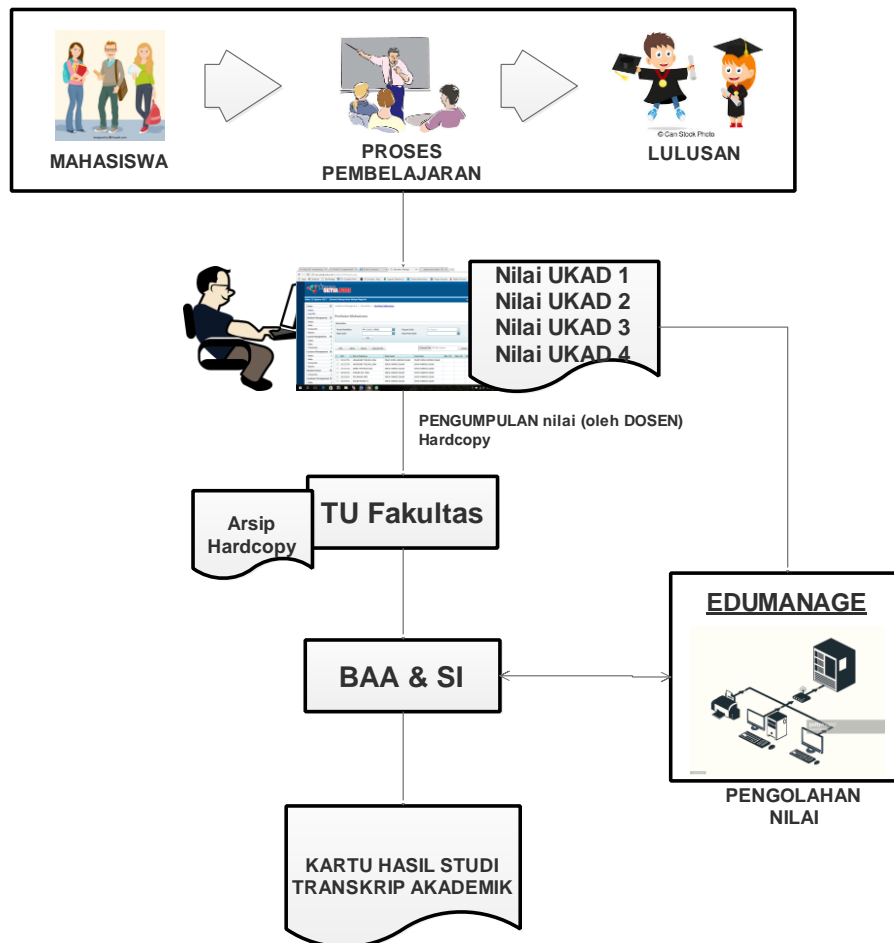 © Can Stock Photo
MAHASISWA
PROSES
PEMBELAJARAN
LULUSAN
Nilai UKAD 1
Nilai UKAD 2
Nilai UKAD 3
Nilai UKAD 4
PENGUMPULAN nilai (oleh DOSEN)
Hardcopy
Arsip
Hardcopy
TU Fakultas
EDUMANAGE
BAA & SI
PENGOLAHAN
NILAI
KARTU HASIL STUDI
TRANSKRIP AKADEMIK